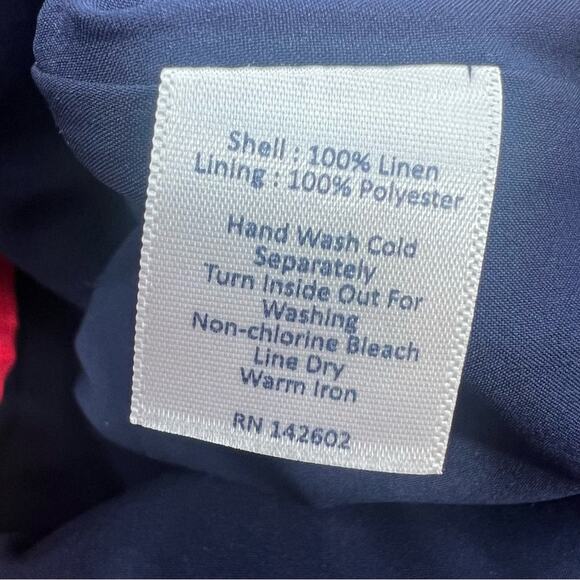 Shell : 100% Linen
Lining : 100% Polyester
Hand Wash Cold
Separately
Turn Inside Out For
Washing
Non-chlorine Bleach
Line Dry
Warm Iron
RN 142602